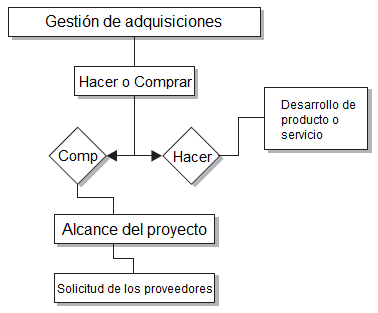 Gestión de adquisiciones
Hacer o Comprar
Comp
Hacer
Desarrollo de
producto o
servicio
Alcance del proyecto
Solicitud de los proveedores